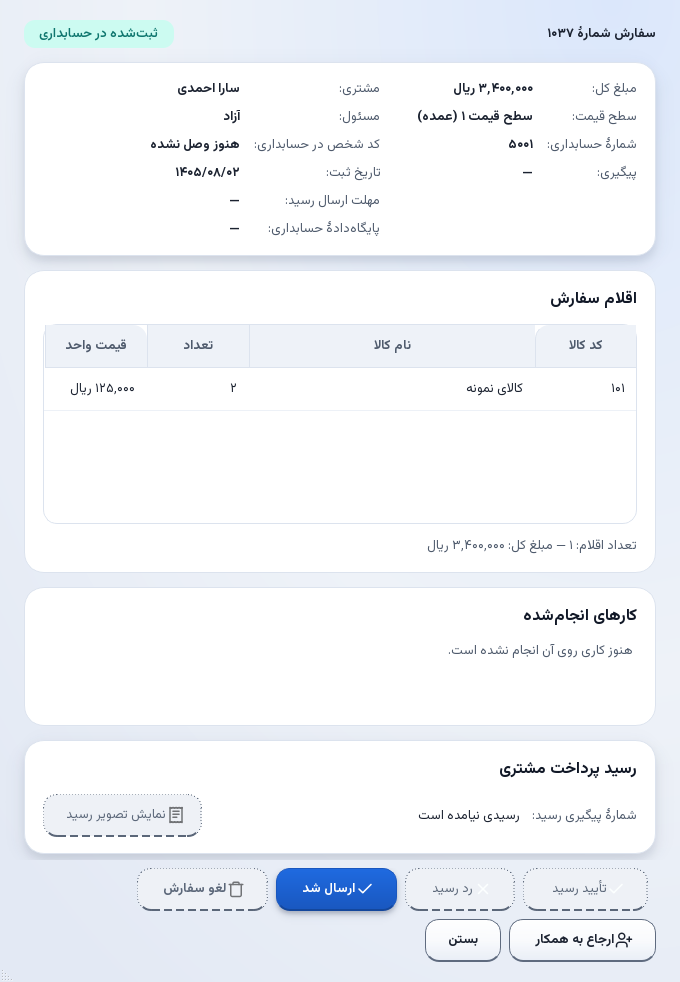 سفارش شمارهٔ ۱۰۳۷
ثبت‌شده در حسابداری
مبلغ کل: ۳,۴۰۰,۰۰۰ ریال
مشتری: سارا احمدی
سطح قیمت: سطح قیمت ۱ (عمده)
مسئول: آزاد
شمارهٔ حسابداری: ۵۰۰۱
کد شخص در حسابداری: هنوز وصل نشده
پیگیری: —
تاریخ ثبت: ۱۴۰۵/۰۸/۰۲
مهلت ارسال رسید: —
پایگاه‌دادهٔ حسابداری: —
اقلام سفارش
کد کالا نام کالا تعداد قیمت واحد
۱۰۱ کالای نمونه ۲ ۱۲۵,۰۰۰ ریال
تعداد اقلام: ۱ — مبلغ کل: ۳,۴۰۰,۰۰۰ ریال
کارهای انجام‌شده
هنوز کاری روی آن انجام نشده است.
رسید پرداخت مشتری
شمارهٔ پیگیری رسید: رسیدی نیامده است
نمایش تصویر رسید
تأیید رسید رد رسید ارسال شد لغو سفارش
ارجاع به همکار بستن